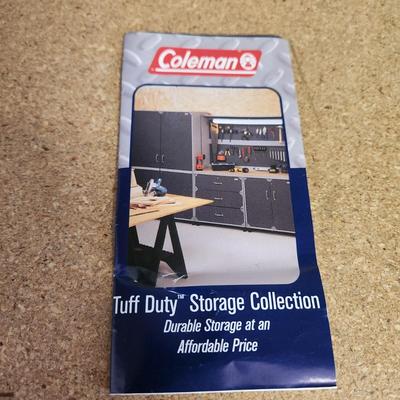 Coleman
Tuff Duty™ Storage Collection
Durable Storage at an
Affordable Price